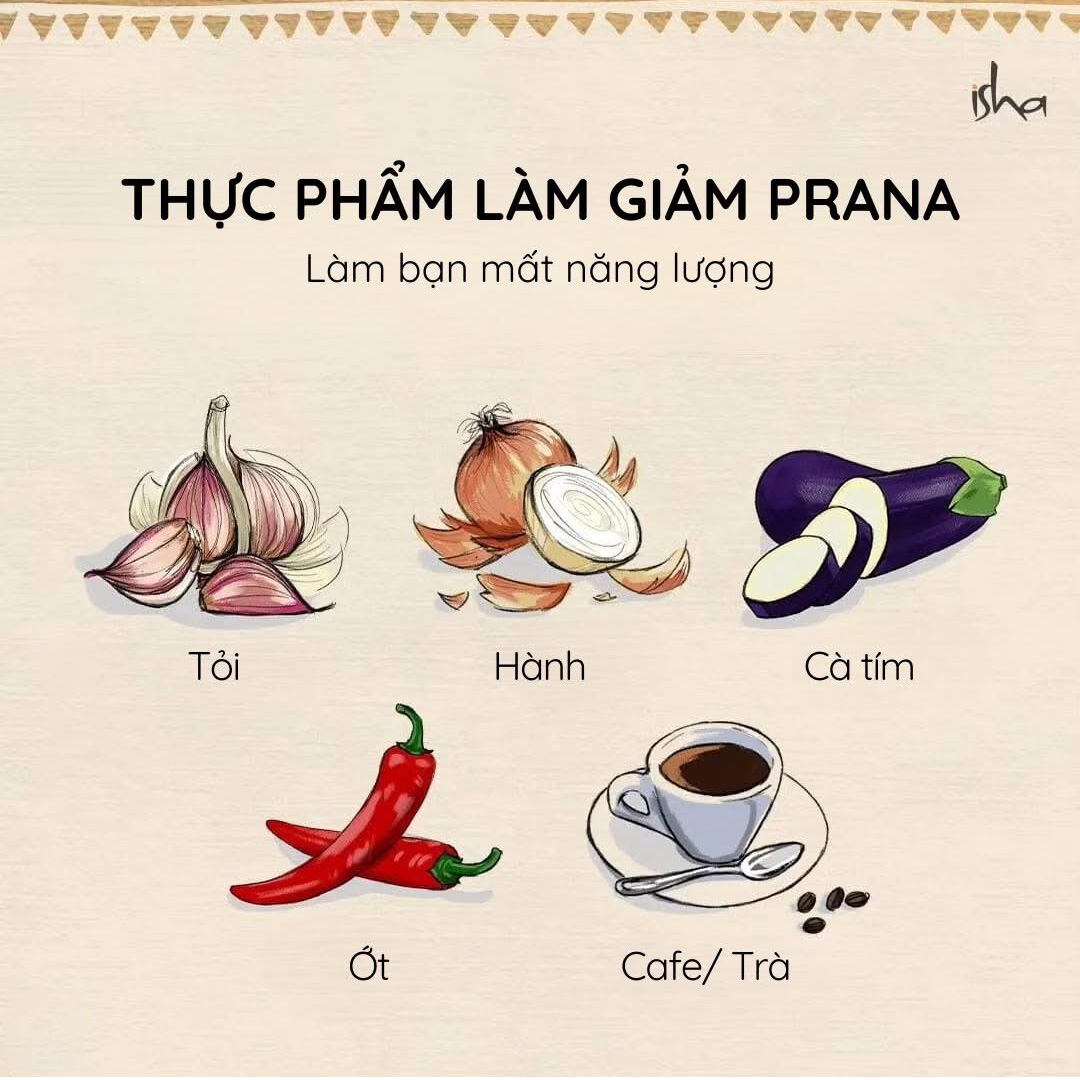 isha
THỰC PHẨM LÀM GIẢM PRANA
Làm bạn mất năng lượng
Tỏi
Hành
Cà tím
Ớt
Cafe/ Trà